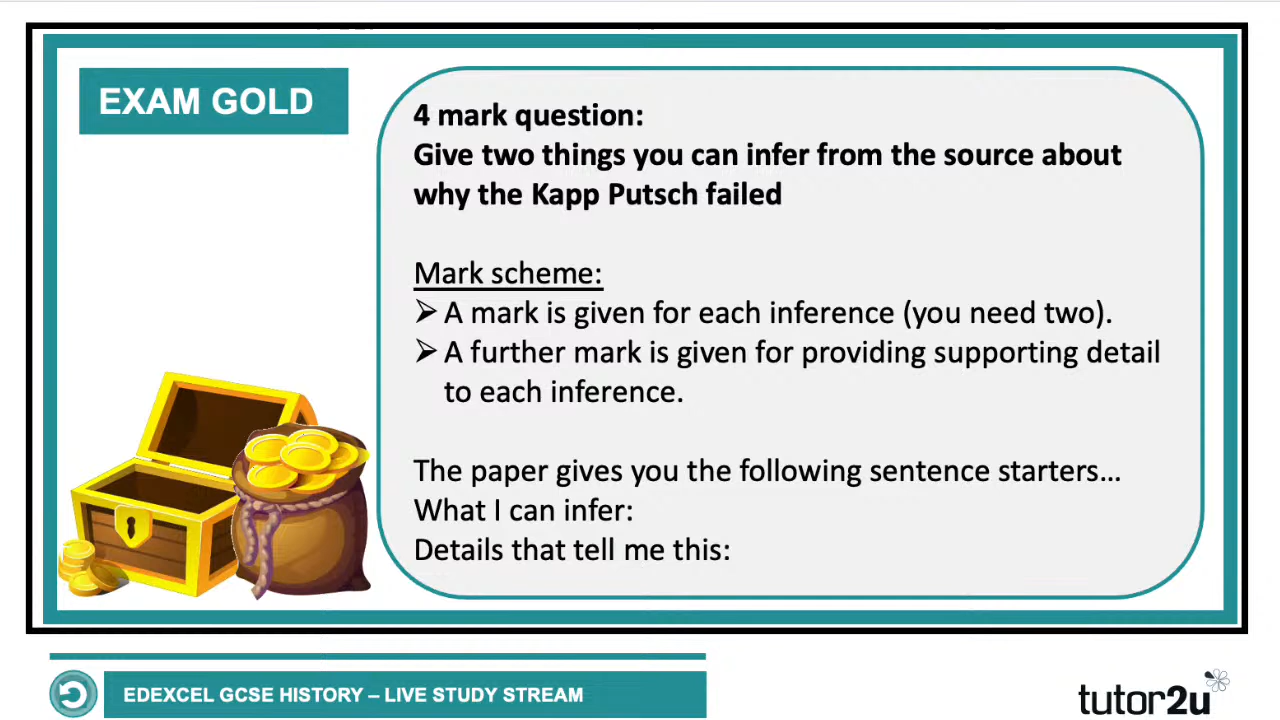 EXAM GOLD
4 mark question:
Give two things you can infer from the source about
why the Kapp Putsch failed
Mark scheme:
➢ A mark is given for each inference (you need two).
➢ A further mark is given for providing supporting detail
to each inference.
The paper gives you the following sentence starters…
What I can infer:
Details that tell me this:
EDEXCEL GCSE HISTORY – LIVE STUDY STREAM
tutor2u